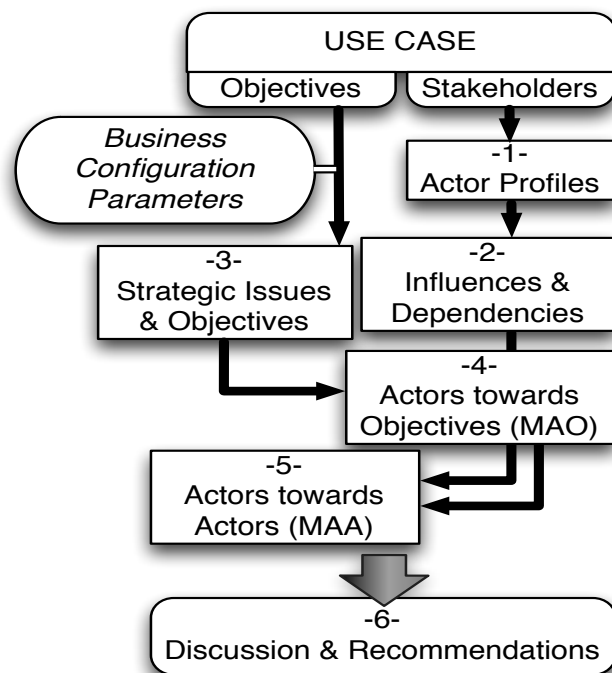 USE CASE
Objectives
Stakeholders
Business
Configuration
Parameters
-1-
Actor Profiles
-2-
Influences &
Dependencies
-3-
Strategic Issues
& Objectives
-4-
Actors towards
Objectives (MAO)
-5-
Actors towards
Actors (MAA)
-6-
Discussion & Recommendations